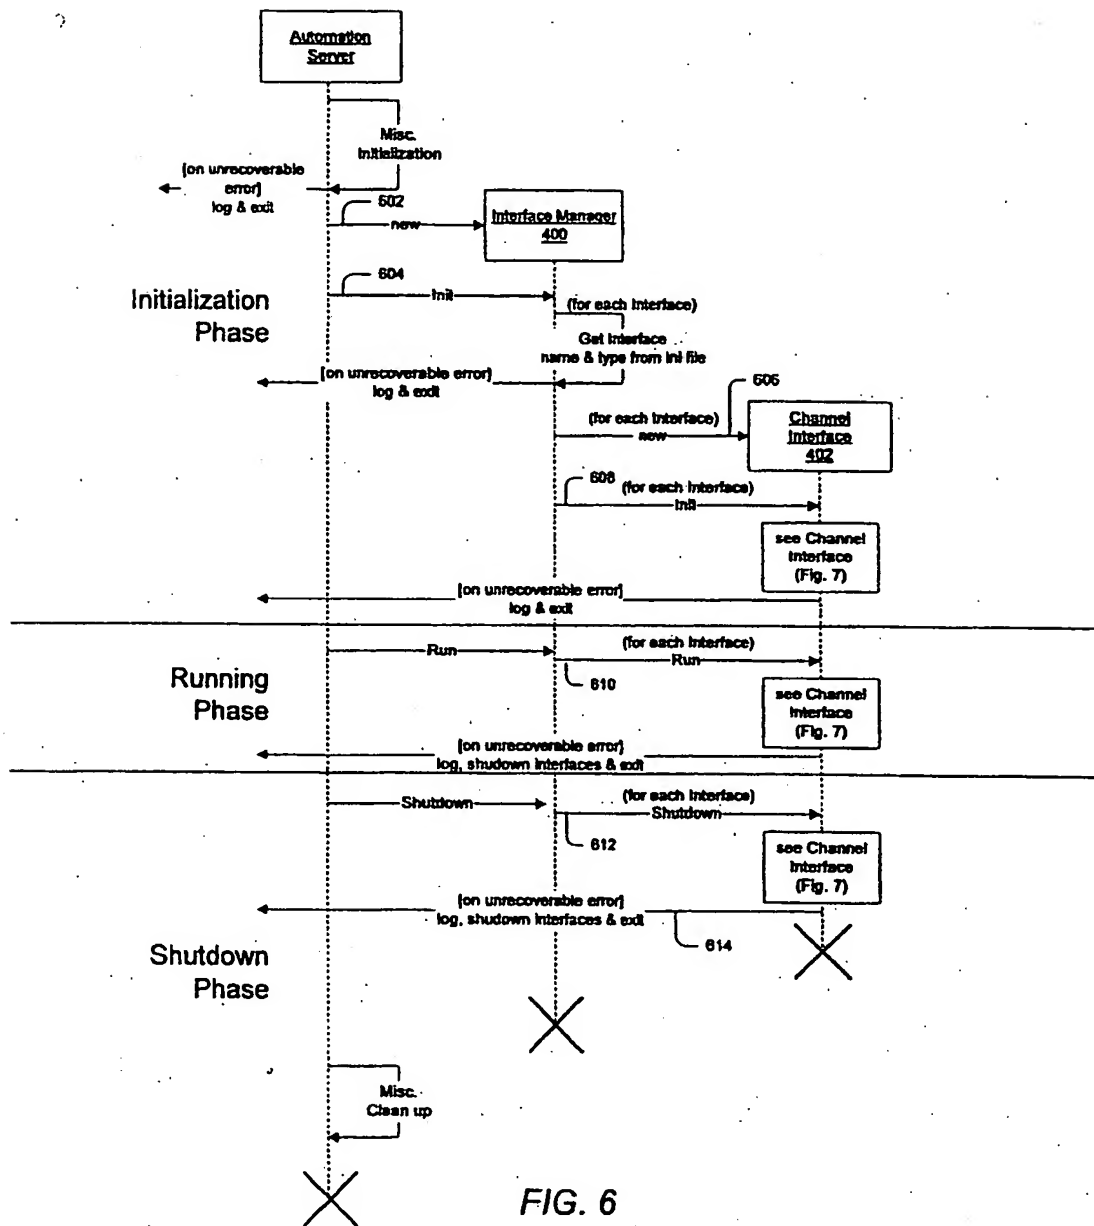 Automation
Server
Misc.
Initialization
[on unrecoverable
error]
log & exit
602
new
Interface Manager
400
604
Init
(for each Interface)
Initialization
Phase
Get Interface
name & type from ini file
[on unrecoverable error]
log & exit
606
(for each Interface)
new
Channel
Interface
402
608
(for each Interface)
Init
see Channel
Interface
(Fig. 7)
[on unrecoverable error]
log & exit
Run
(for each Interface)
Run
610
Running
Phase
see Channel
Interface
(Fig. 7)
[on unrecoverable error]
log, shudown Interfaces & exit
Shutdown
(for each Interface)
Shutdown
612
see Channel
Interface
(Fig. 7)
[on unrecoverable error]
log, shudown Interfaces & exit
614
Shutdown
Phase
Misc.
Clean up
FIG. 6